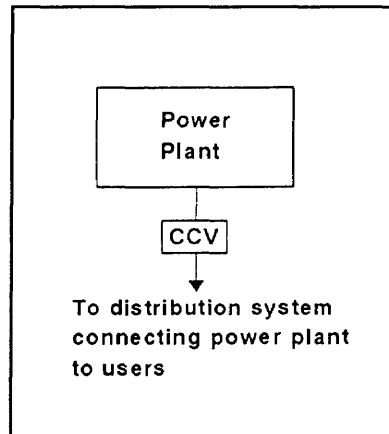 Power
Plant
CCV
To distribution system
connecting power plant
to users